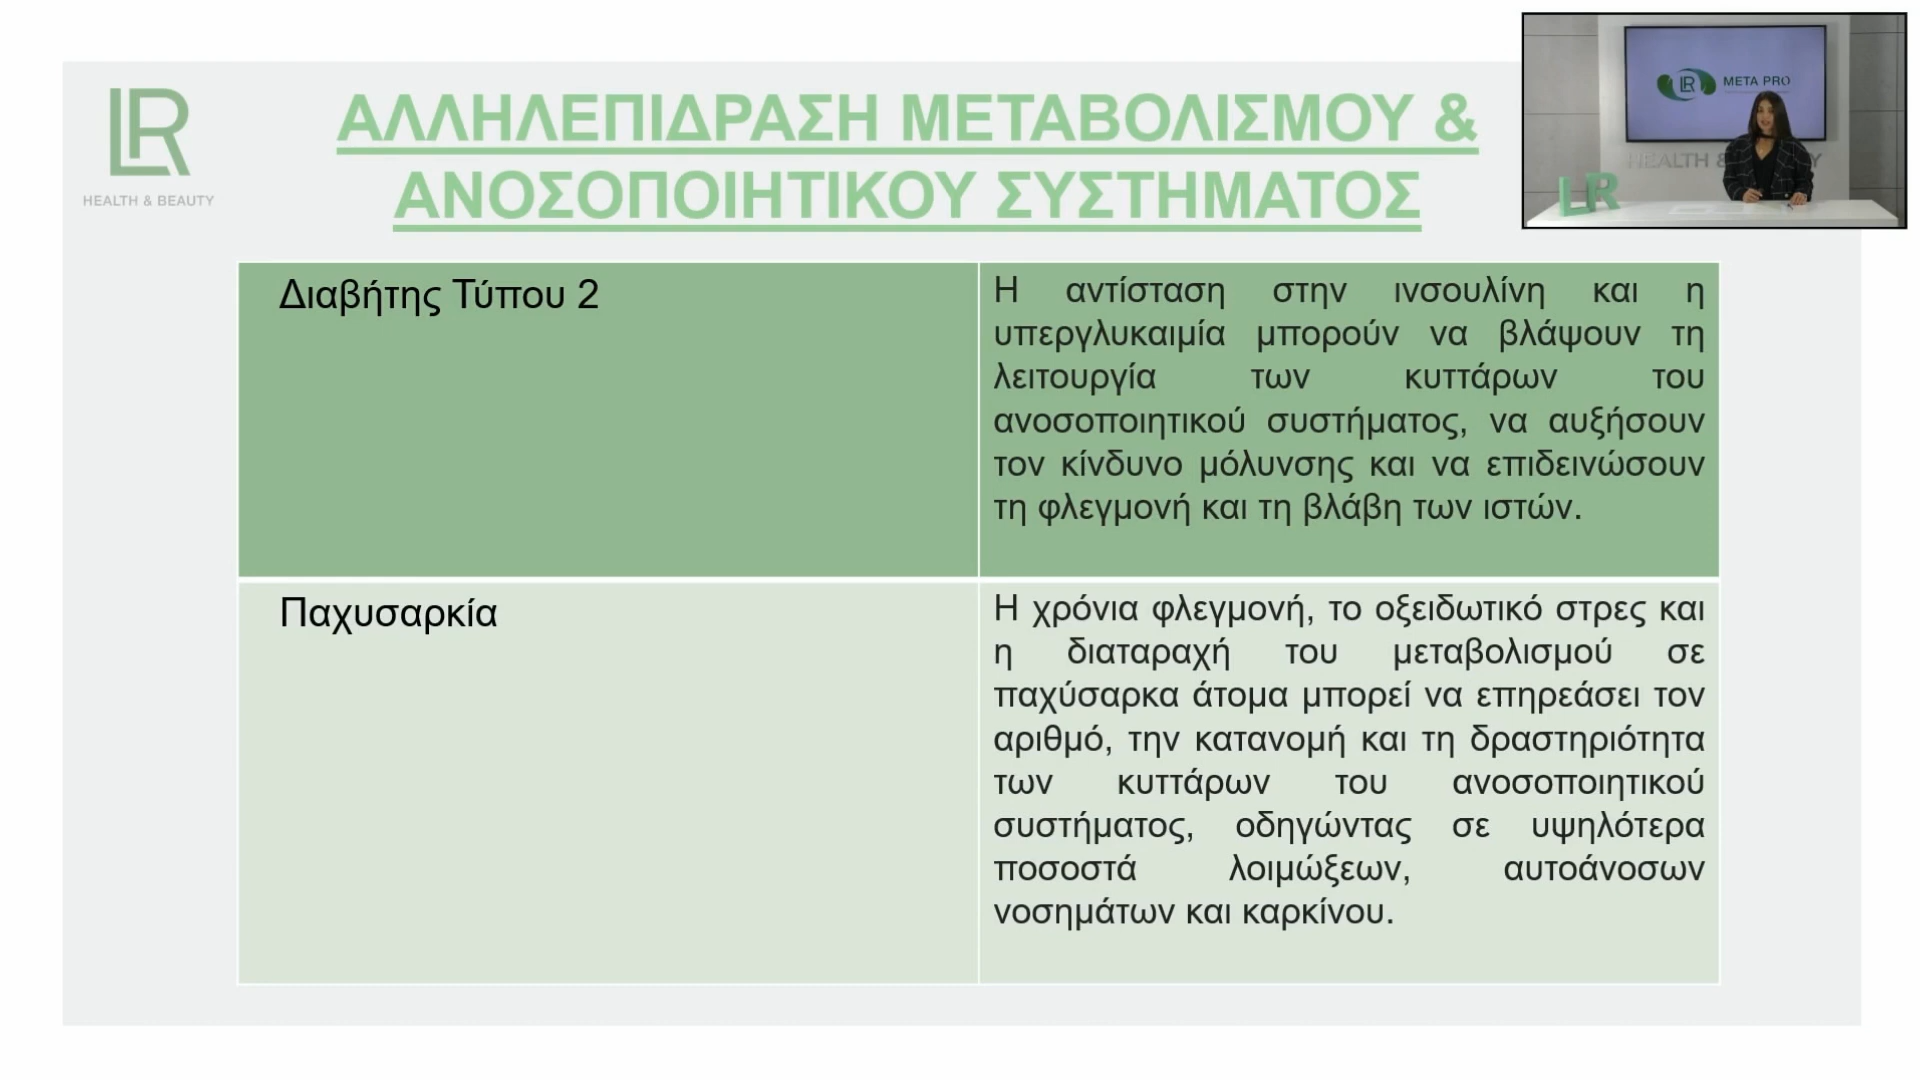 LR
HEALTH & BEAUTY
ΑΛΛΗΛΕΠΙΔΡΑΣΗ ΜΕΤΑΒΟΛΙΣΜΟΥ &
ΑΝΟΣΟΠΟΙΗΤΙΚΟΥ ΣΥΣΤΗΜΑΤΟΣ
LR
META PRO
HEALTH &
LR
Διαβήτης Τύπου 2
Η αντίσταση στην ινσουλίνη και η
υπεργλυκαιμία μπορούν να βλάψουν τη
λειτουργία των κυττάρων του
ανοσοποιητικού συστήματος, να αυξήσουν
τον κίνδυνο μόλυνσης και να επιδεινώσουν
τη φλεγμονή και τη βλάβη των ιστών.
Παχυσαρκία
Η χρόνια φλεγμονή, το οξειδωτικό στρες και
η διαταραχή του μεταβολισμού σε
παχύσαρκα άτομα μπορεί να επηρεάσει τον
αριθμό, την κατανομή και τη δραστηριότητα
των κυττάρων του ανοσοποιητικού
συστήματος, οδηγώντας σε υψηλότερα
ποσοστά λοιμώξεων, αυτοάνοσων
νοσημάτων και καρκίνου.